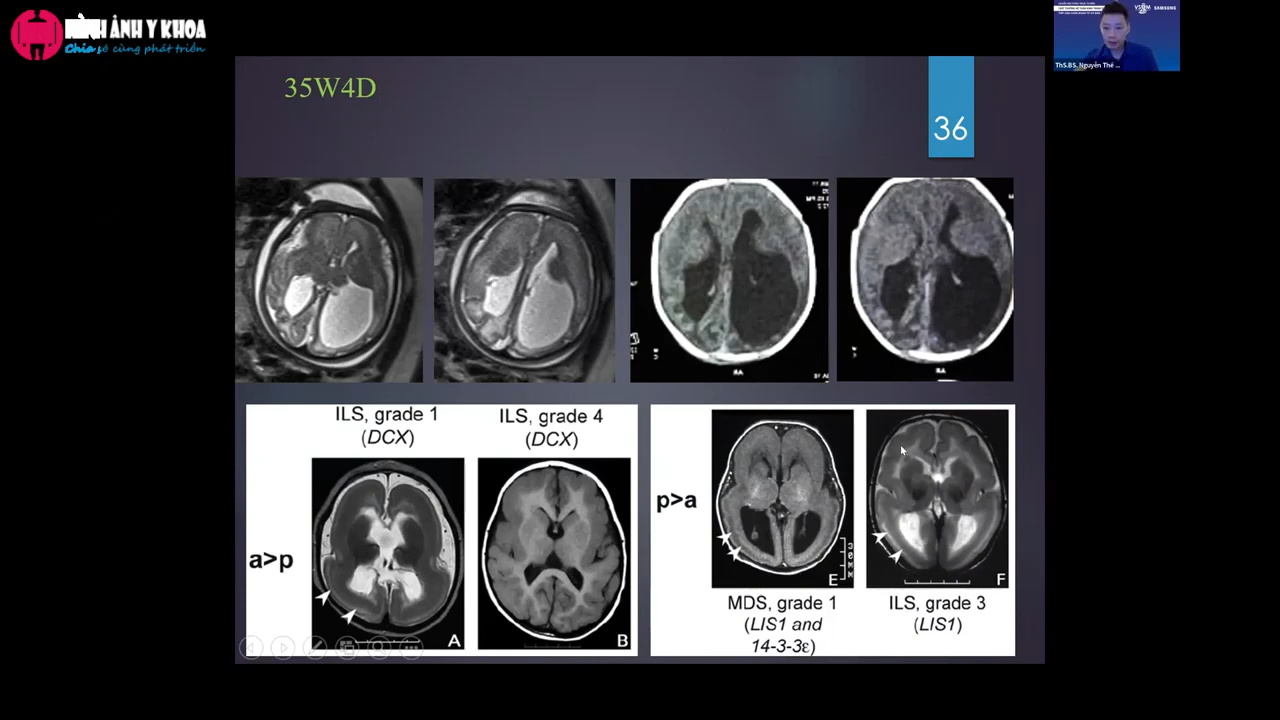 ÌNH ẢNH Y KHOA
Chia sẻ cùng phát triển
SAMSUNG
ThS.BS. Nguyễn Thế ...
35W4D
36
ILS, grade 1
(DCX)
ILS, grade 4
(DCX)
a>p
A
B
p>a
E
F
MDS, grade 1
(LIS1 and
14-3-3ε)
ILS, grade 3
(LIS1)